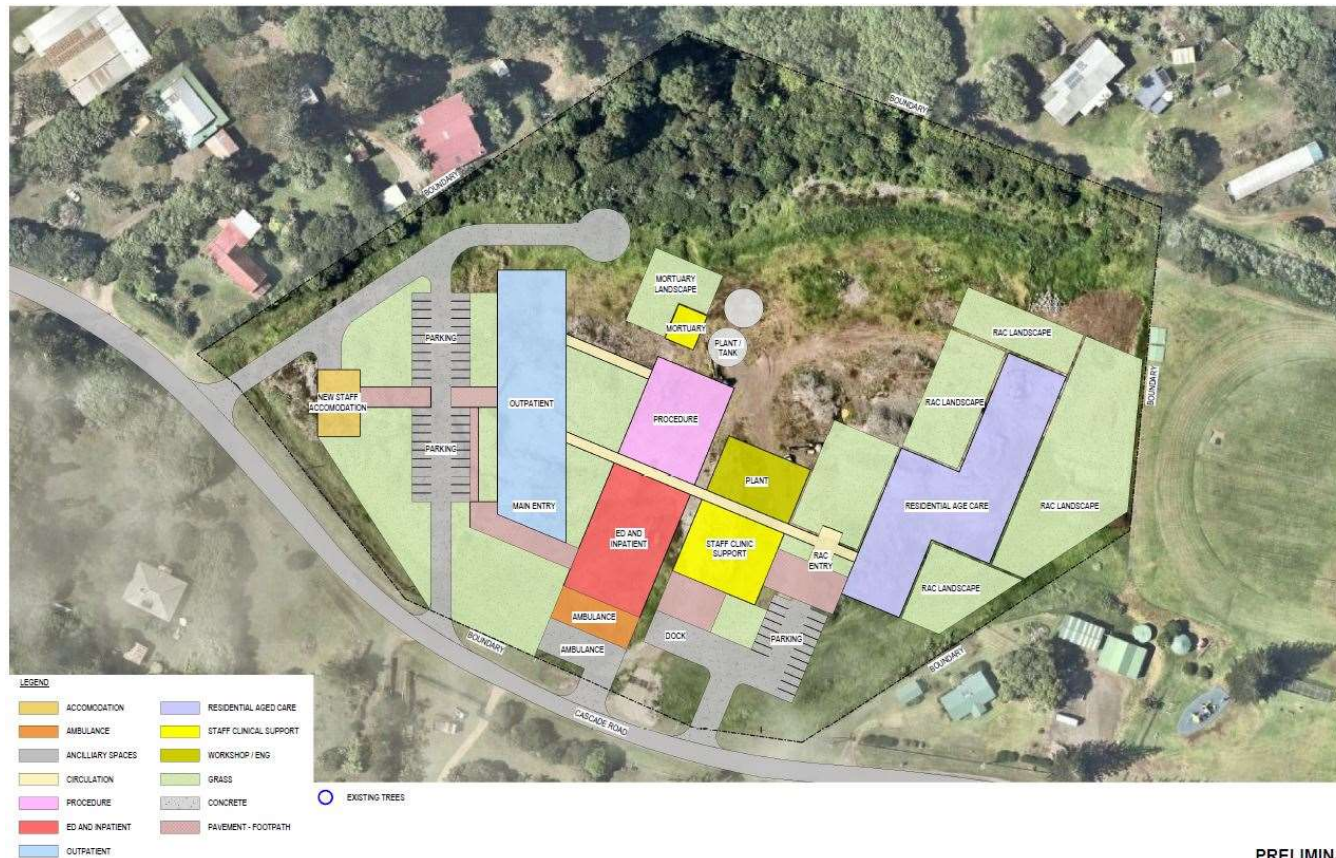 BOUNDARY
BOUNDARY
MORTUARY
LANDSCAPE
MORTUARY
PARKING
PLANT /
TANK
RAC LANDSCAPE
BOUNDARY
NEW STAFF
ACCOMODATION
OUTPATIENT
RAC LANDSCAPE
PROCEDURE
PARKING
PLANT
MAIN ENTRY
RESIDENTIAL AGE CARE
RAC LANDSCAPE
ED AND
INPATIENT
STAFF CLINIC
SUPPORT
RAC
ENTRY
RAC LANDSCAPE
AMBULANCE
DOCK
PARKING
AMBULANCE
BOUNDARY
BOUNDARY
CASCADE ROAD
LEGEND
ACCOMODATION
AMBULANCE
ANCILLIARY SPACES
CIRCULATION
PROCEDURE
ED AND INPATIENT
OUTPATIENT
RESIDENTIAL AGED CARE
STAFF CLINICAL SUPPORT
WORKSHOP / ENG
GRASS
CONCRETE
PAVEMENT - FOOTPATH
EXISTING TREES
PRELIMIN